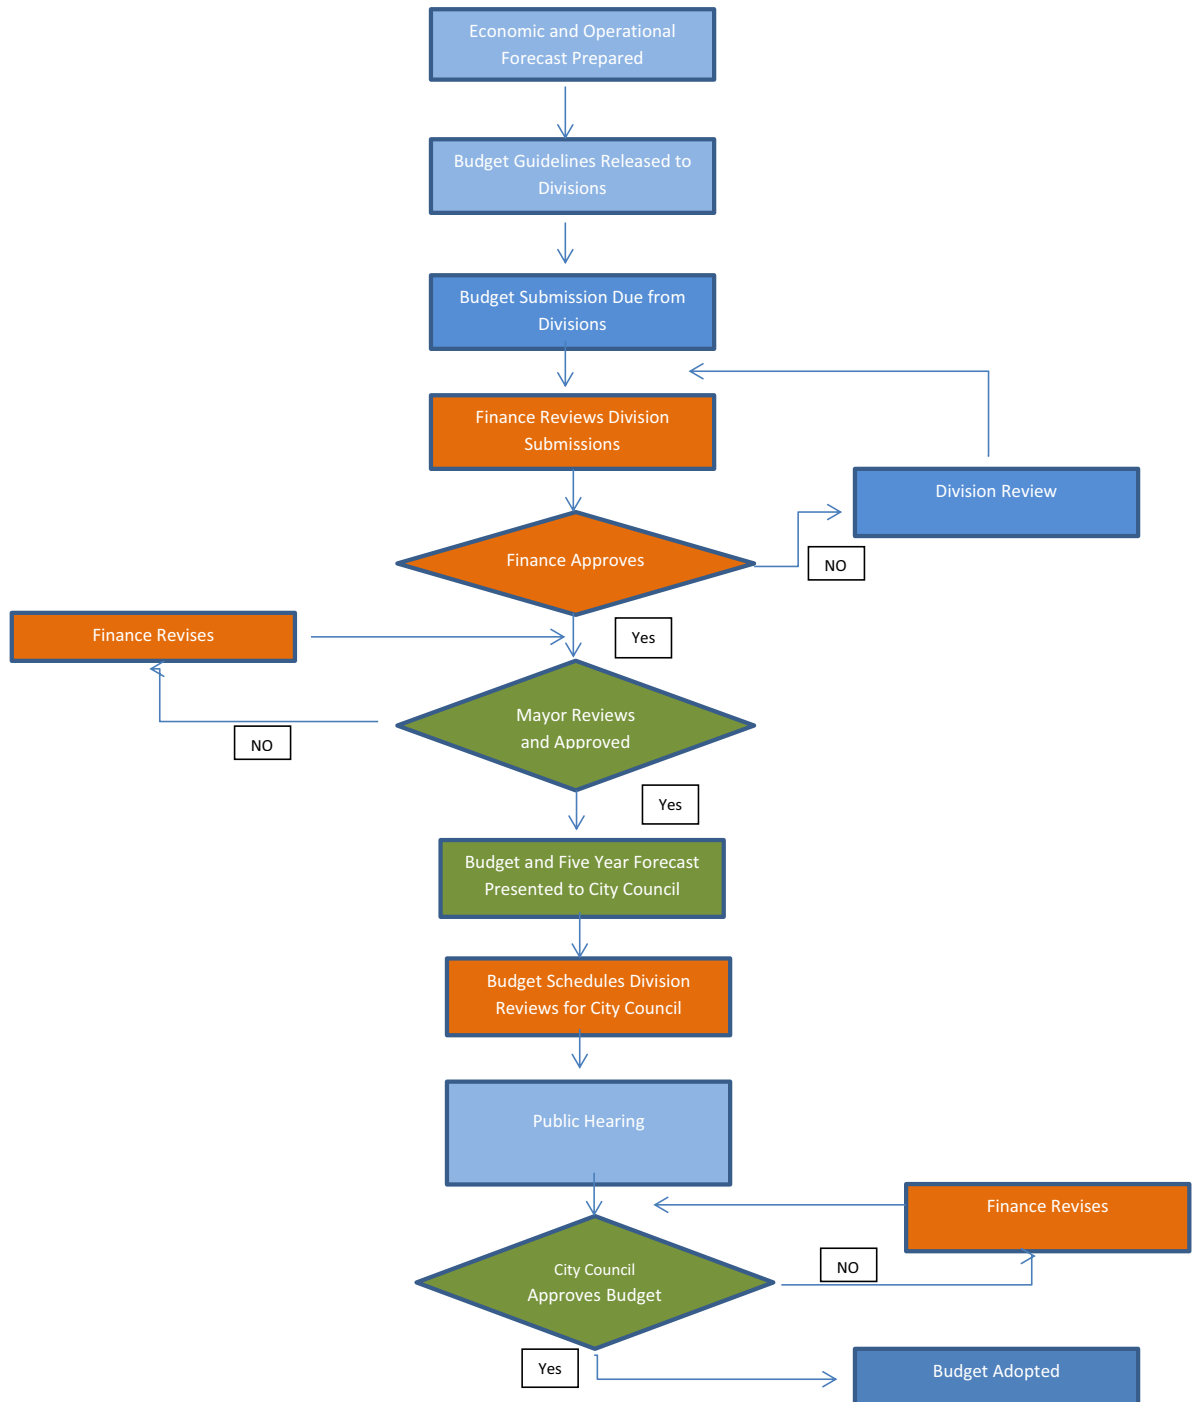 Economic and Operational
Forecast Prepared
Budget Guidelines Released to
Divisions
Budget Submission Due from
Divisions
Finance Reviews Division
Submissions
Division Review
Finance Approves
NO
Finance Revises
Yes
Mayor Reviews
and Approved
NO
Yes
Budget and Five Year Forecast
Presented to City Council
Budget Schedules Division
Reviews for City Council
Public Hearing
Finance Revises
City Council
Approves Budget
NO
Yes
Budget Adopted